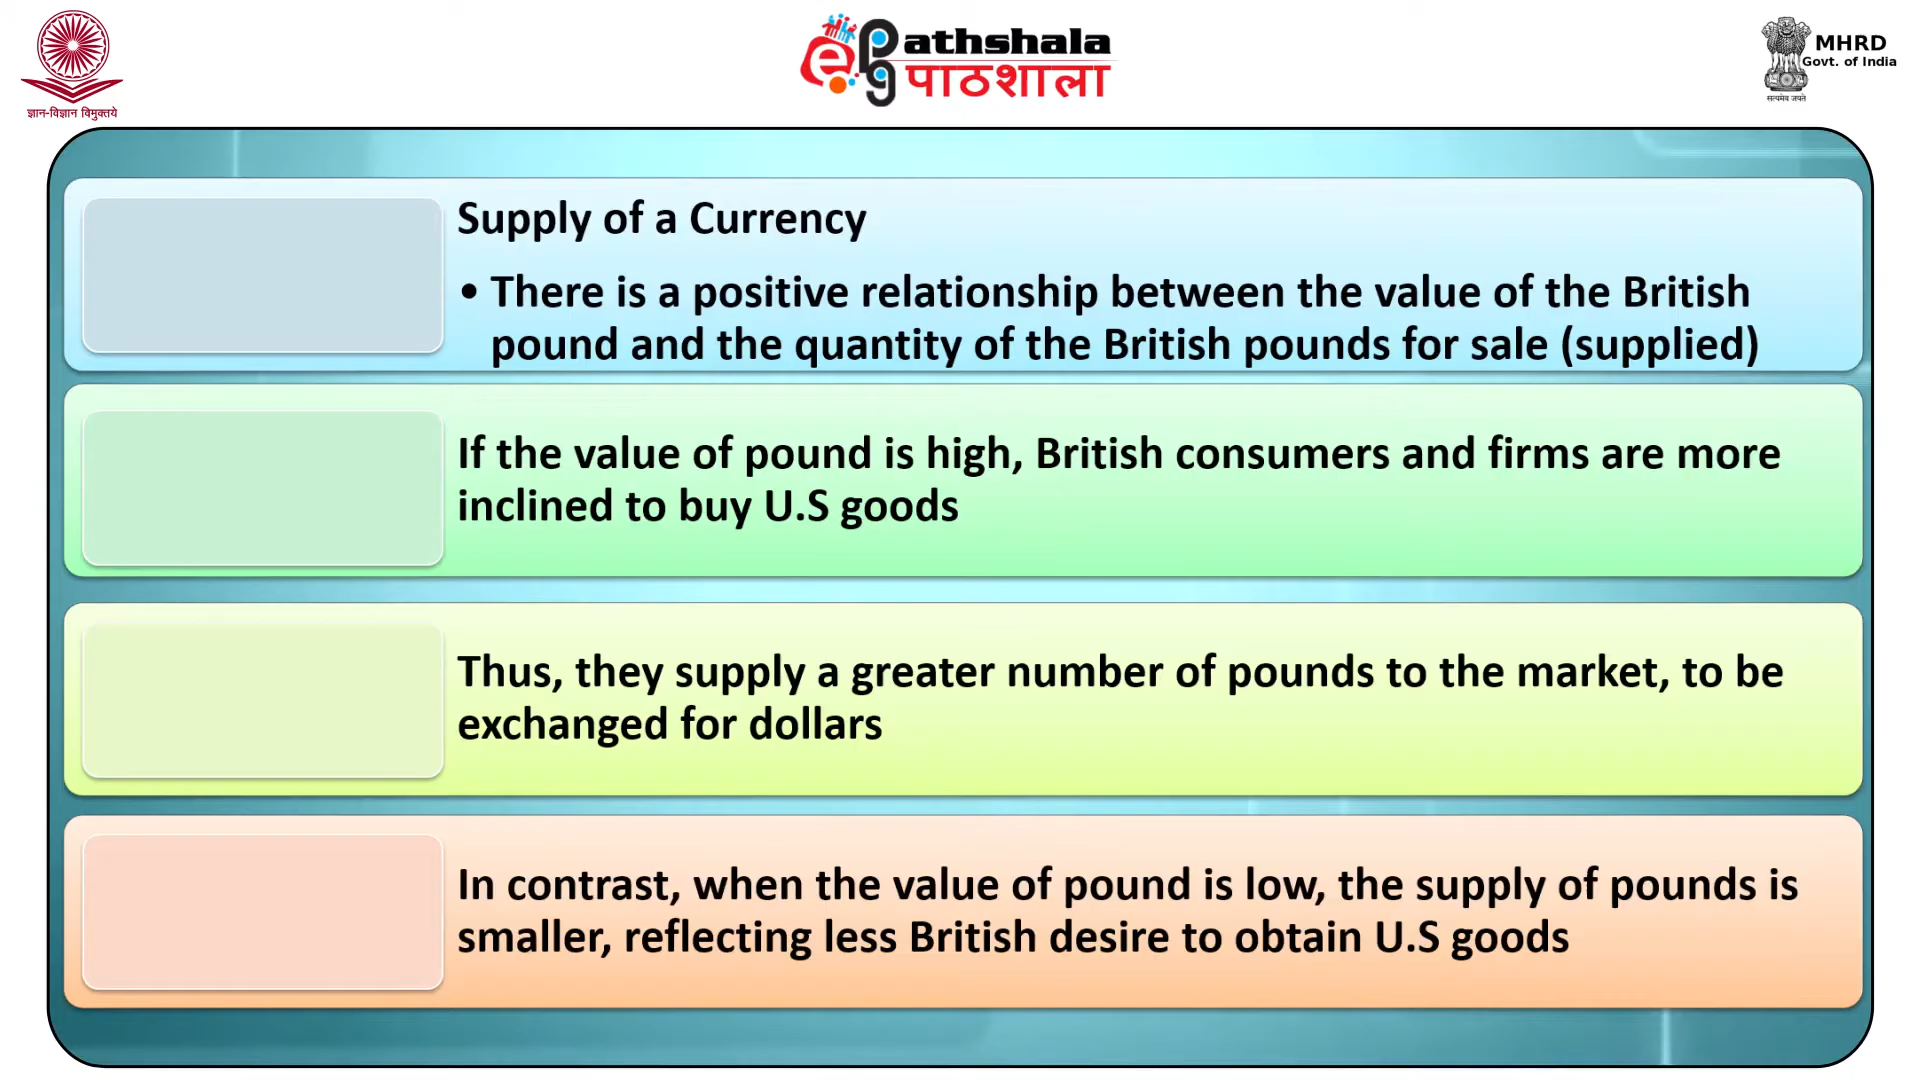 ज्ञान-विज्ञान विमुक्तये
e PG athshala
पाठशाला
MHRD
Govt. of India
सत्यमेव जयते
Supply of a Currency
• There is a positive relationship between the value of the British
pound and the quantity of the British pounds for sale (supplied)
If the value of pound is high, British consumers and firms are more
inclined to buy U.S goods
Thus, they supply a greater number of pounds to the market, to be
exchanged for dollars
In contrast, when the value of pound is low, the supply of pounds is
smaller, reflecting less British desire to obtain U.S goods